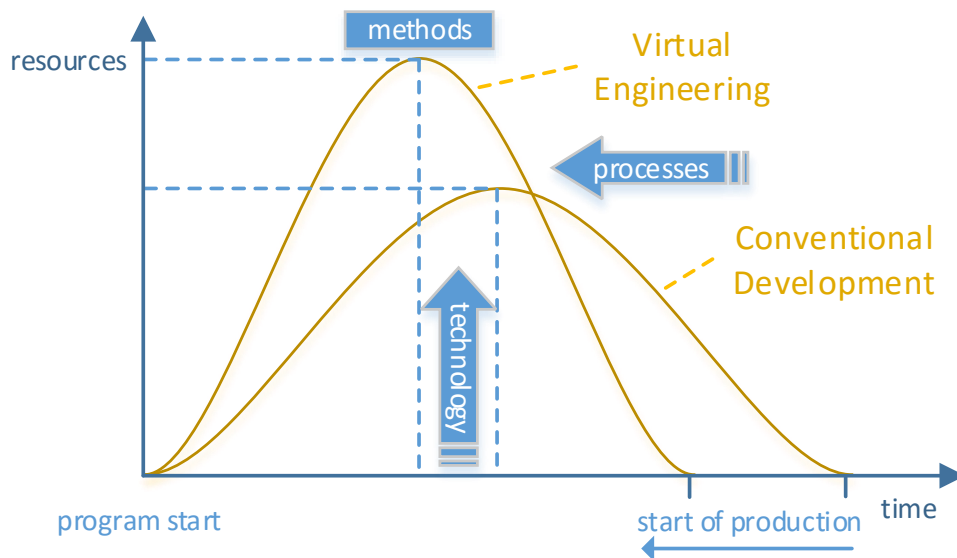 methods
resources
Virtual
Engineering
processes
Conventional
Development
technology
program start
start of production
time